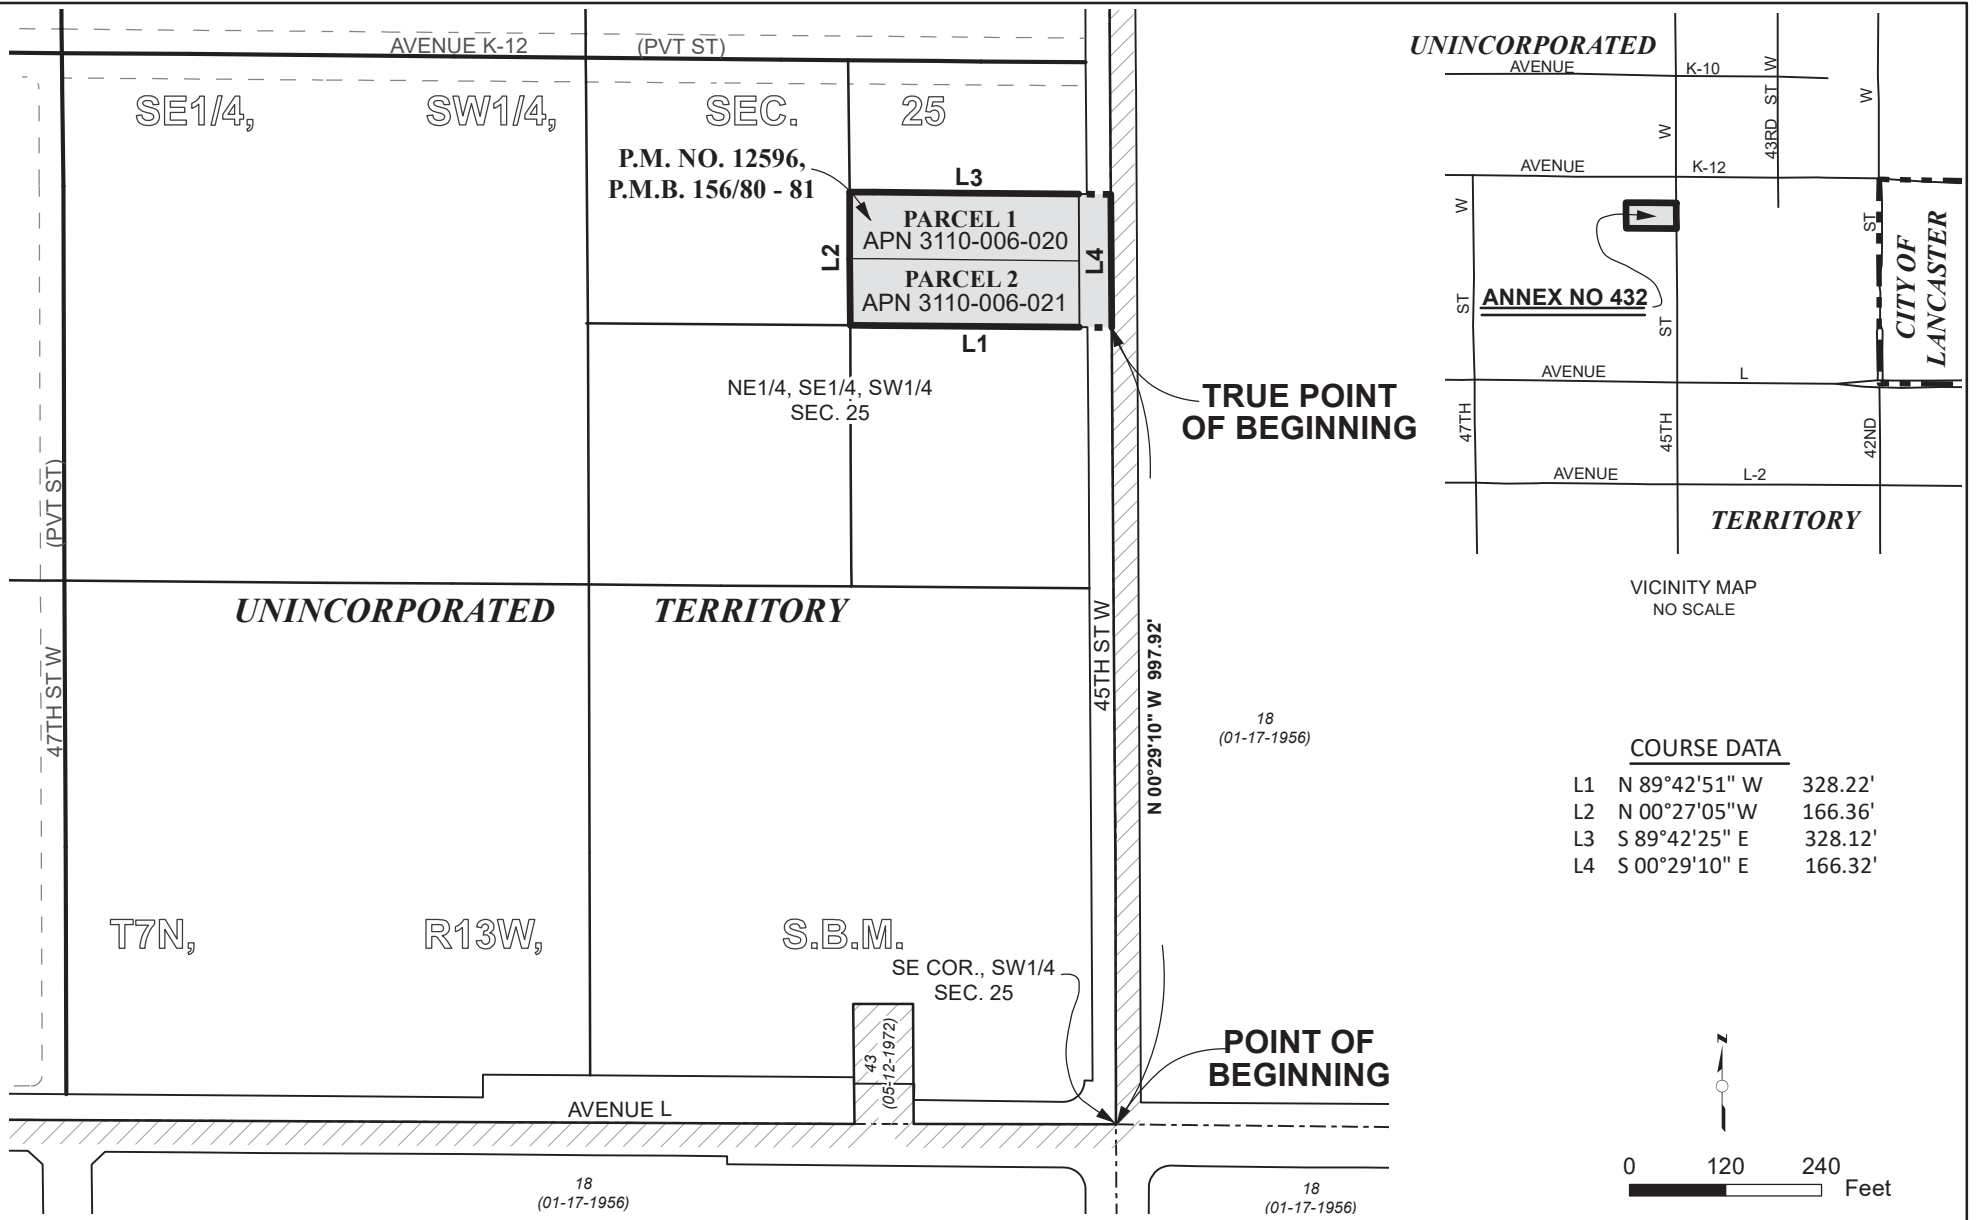 AVENUE K-12 (PVT ST)
SE1/4, SW1/4, SEC. 25
P.M. NO. 12596,
P.M.B. 156/80 - 81
L3
PARCEL 1
APN 3110-006-020
L2
L4
PARCEL 2
APN 3110-006-021
L1
NE1/4, SE1/4, SW1/4
SEC. 25
TRUE POINT
OF BEGINNING
(PVT ST)
47TH ST W
UNINCORPORATED TERRITORY
45TH ST W
N 00°29'10" W 997.92'
18
(01-17-1956)
T7N, R13W, S.B.M.
SE COR., SW1/4
SEC. 25
43
(05-12-1972)
POINT OF
BEGINNING
AVENUE L
18
(01-17-1956)
18
(01-17-1956)
UNINCORPORATED
AVENUE K-10
43RD ST W
W
W
AVENUE K-12
W
ST
CITY OF
LANCASTER
ANNEX NO 432
ST
ST
AVENUE L
47TH
45TH
42ND
AVENUE L-2
TERRITORY
VICINITY MAP
NO SCALE
COURSE DATA
L1 N 89°42'51" W 328.22'
L2 N 00°27'05"W 166.36'
L3 S 89°42'25" E 328.12'
L4 S 00°29'10" E 166.32'
N
0 120 240
Feet